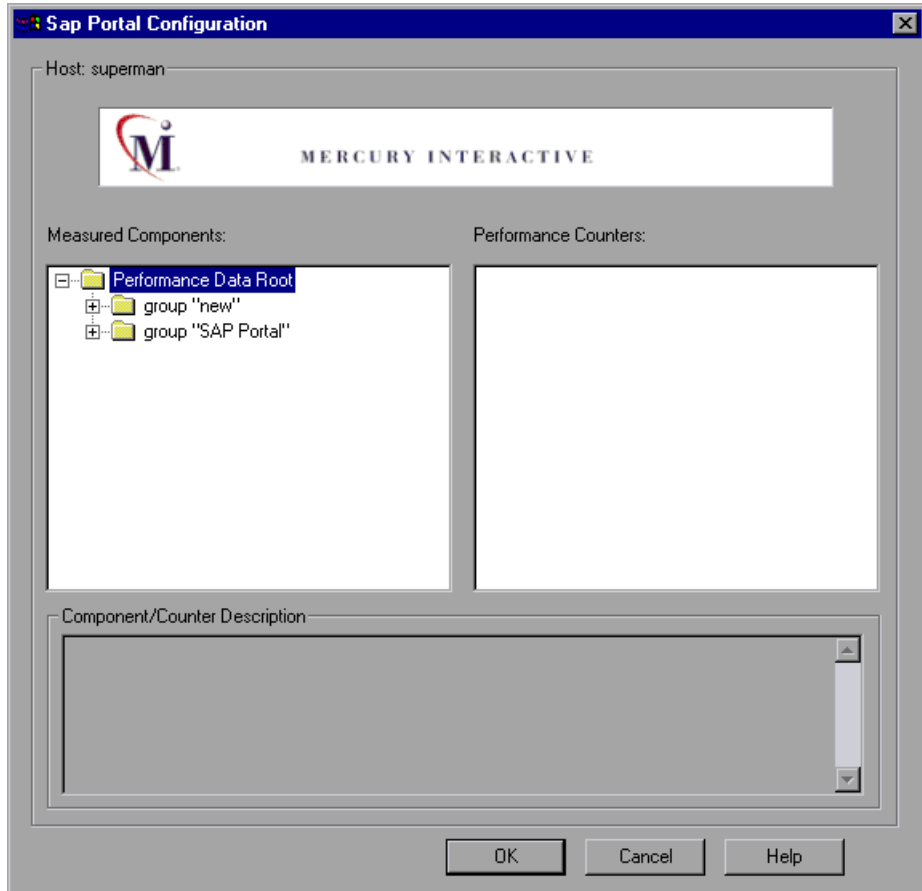 Sap Portal Configuration
Host: superman
M
MERCURY INTERACTIVE
Measured Components:
Performance Counters:
Performance Data Root
group "new"
group "SAP Portal"
Component/Counter Description
OK
Cancel
Help